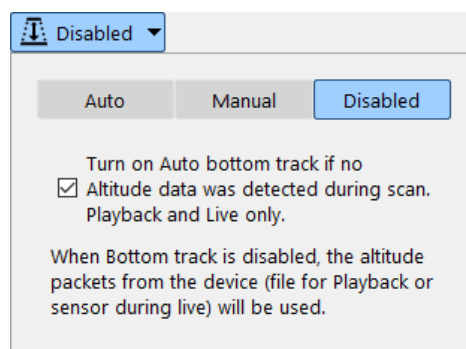 Disabled
Auto Manual Disabled
Turn on Auto bottom track if no
Altitude data was detected during scan.
Playback and Live only.
When Bottom track is disabled, the altitude
packets from the device (file for Playback or
sensor during live) will be used.